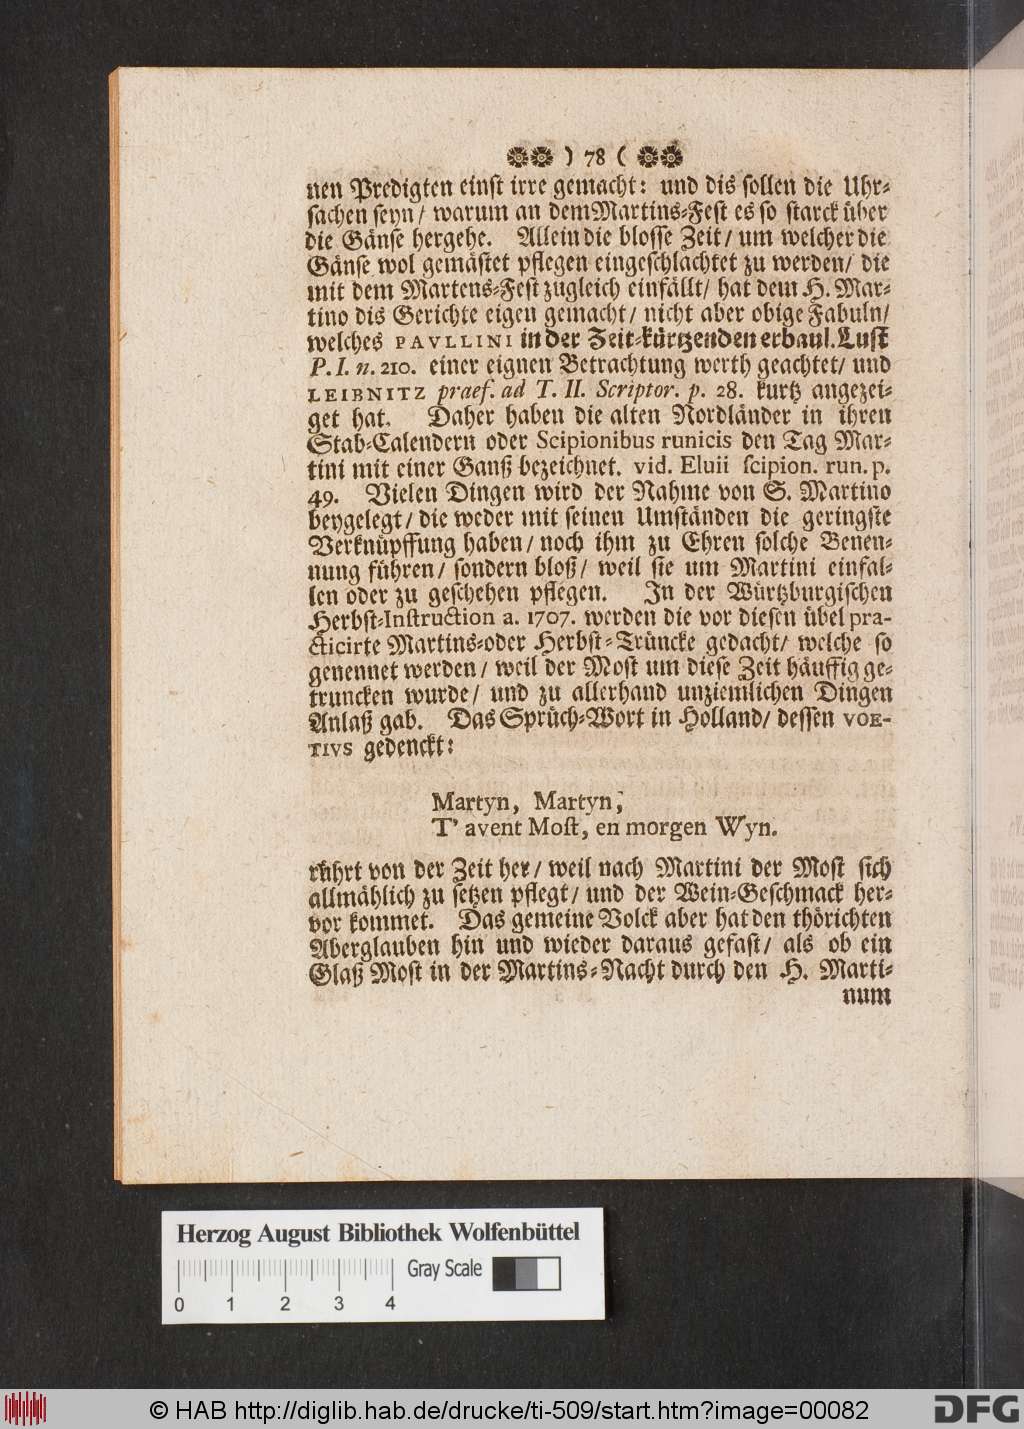 ) 78 (
nen Predigten einst irre gemacht: und dis sollen die Uhr-
sachen seyn/ warum an dem Martins-Fest es so starck über
die Gänse hergehe. Allein die blosse Zeit/ um welcher die
Gänse wol gemästet pflegen eingeschlachtet zu werden/ die
mit dem Martens-Fest zugleich einfällt/ hat dem H. Mar-
tino dis Gerichte eigen gemacht/ nicht aber obige Fabuln/
welches PAVLLINI in der Zeit-kürtzenden erbaul. Lust
P. I. n. 210. einer eignen Betrachtung werth geachtet/ und
LEIBNITZ præf. ad T. II. Scriptor. p. 28. kurtz angezei-
get hat. Daher haben die alten Nordländer in ihren
Stab-Calendern oder Scipionibus runicis den Tag Mar-
tini mit einer Ganß bezeichnet. vid. Eluii scipion. run. p.
49. Vielen Dingen wird der Nahme von S. Martino
beygelegt/ die weder mit seinen Umständen die geringste
Verknüpffung haben/ noch ihm zu Ehren solche Benen-
nung führen/ sondern bloß/ weil sie um Martini einfal-
len oder zu geschehen pflegen. In der Würtzburgischen
Herbst-Instruction a. 1707. werden die vor diesen übel pra-
cticirte Martins-oder Herbst-Trüncke gedacht/ welche so
genennet werden/ weil der Most um diese Zeit häuffig ge-
truncken wurde/ und zu allerhand unziemlichen Dingen
Anlaß gab. Das Sprüch-Wort in Holland/ dessen VOE-
TIVS gedenckt:
Martyn, Martyn,
T' avent Most, en morgen Wyn.
rührt von der Zeit her/ weil nach Martini der Most sich
allmählich zu setzen pflegt/ und der Wein-Geschmack her-
vor kommet. Das gemeine Volck aber hat den thörichten
Aberglauben hin und wieder daraus gefast/ als ob ein
Glaß Most in der Martins-Nacht durch den H. Marti-
num
Herzog August Bibliothek Wolfenbüttel
Gray Scale
0 1 2 3 4
© HAB http://diglib.hab.de/drucke/ti-509/start.htm?image=00082
DFG